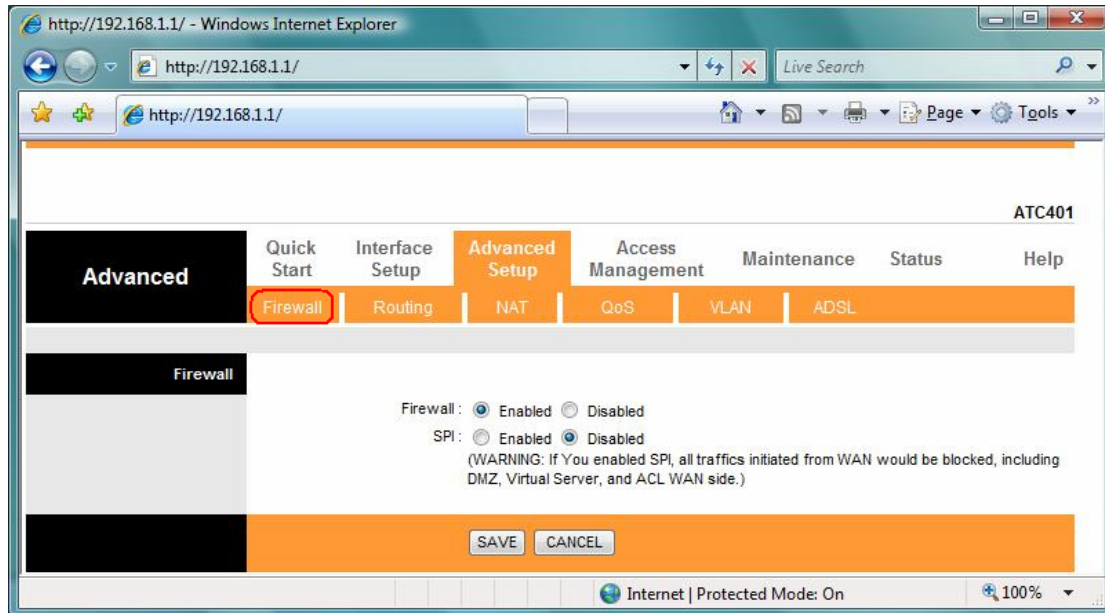 http://192.168.1.1/ - Windows Internet Explorer
http://192.168.1.1/
Live Search
http://192.168.1.1/
Page
Tools
ATC401
Advanced
Quick Start
Interface Setup
Advanced Setup
Access Management
Maintenance
Status
Help
Firewall
Routing
NAT
QoS
VLAN
ADSL
Firewall
Firewall : Enabled Disabled
SPI : Enabled Disabled
(WARNING: If You enabled SPI, all traffics initiated from WAN would be blocked, including
DMZ, Virtual Server, and ACL WAN side.)
SAVE CANCEL
Internet | Protected Mode: On
100%